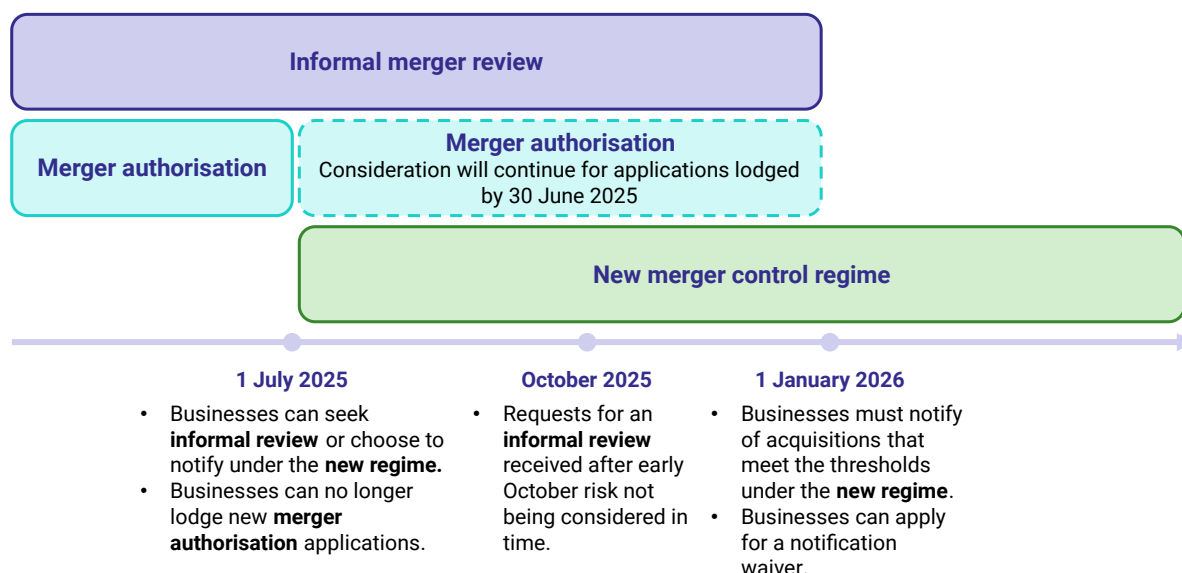 Informal merger review
Merger authorisation
Merger authorisation
Consideration will continue for applications lodged
by 30 June 2025
New merger control regime
1 July 2025
• Businesses can seek
informal review or choose to
notify under the new regime.
• Businesses can no longer
lodge new merger
authorisation applications.
October 2025
• Requests for an
informal review
received after early
October risk not
being considered in
time.
1 January 2026
• Businesses must notify
of acquisitions that
meet the thresholds
under the new regime.
• Businesses can apply
for a notification
waiver.